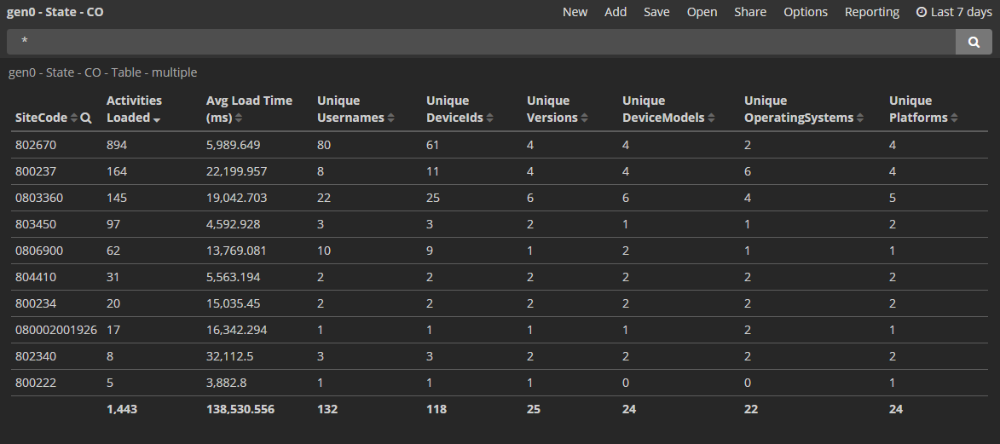 gen0 - State - CO New Add Save Open Share Options Reporting Last 7 days
*
gen0 - State - CO - Table - multiple
Activities Avg Load Time Unique Unique Unique Unique Unique Unique
SiteCode Loaded (ms) Usernames DeviceIds Versions DeviceModels OperatingSystems Platforms
802670 894 5,989.649 80 61 4 4 2 4
800237 164 22,199.957 8 11 4 4 6 4
0803360 145 19,042.703 22 25 6 6 4 5
803450 97 4,592.928 3 3 2 1 1 2
0806900 62 13,769.081 10 9 1 2 1 1
804410 31 5,563.194 2 2 2 2 2 2
800234 20 15,035.45 2 2 2 2 2 2
080002001926 17 16,342.294 1 1 1 1 2 1
802340 8 32,112.5 3 3 2 2 2 2
800222 5 3,882.8 1 1 1 0 0 1
1,443 138,530.556 132 118 25 24 22 24